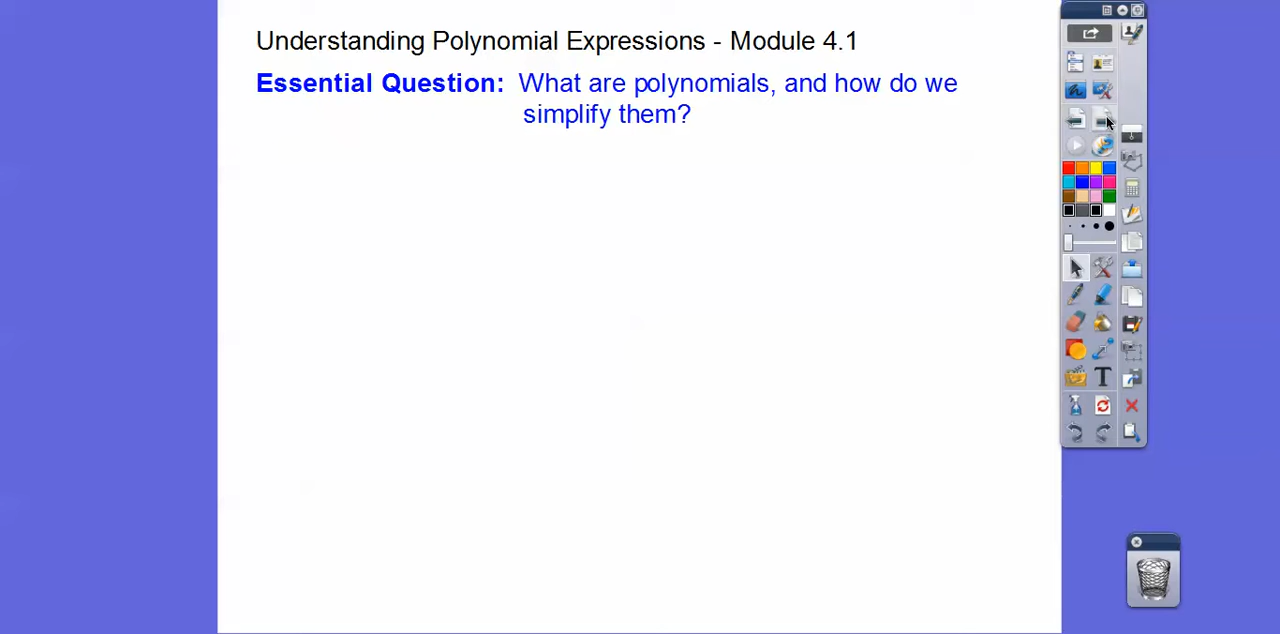 Understanding Polynomial Expressions - Module 4.1
Essential Question: What are polynomials, and how do we
simplify them?